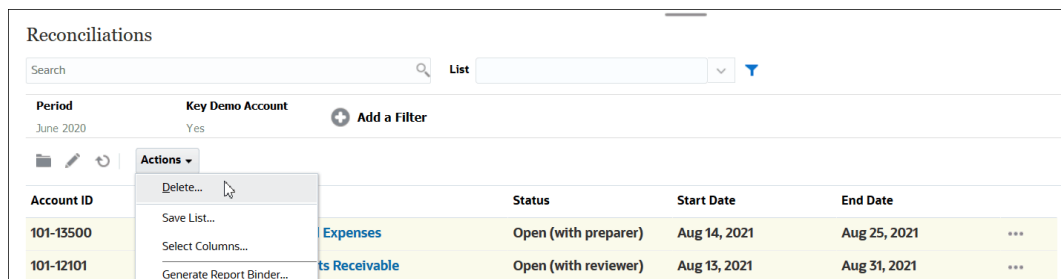 Reconciliations
Search List
Period Key Demo Account Add a Filter
June 2020 Yes
Actions
Delete...
Account ID Status Start Date End Date
Save List...
101-13500 Expenses Open (with preparer) Aug 14, 2021 Aug 25, 2021
Select Columns...
101-12101 ts Receivable Open (with reviewer) Aug 13, 2021 Aug 31, 2021
Generate Report Binder...